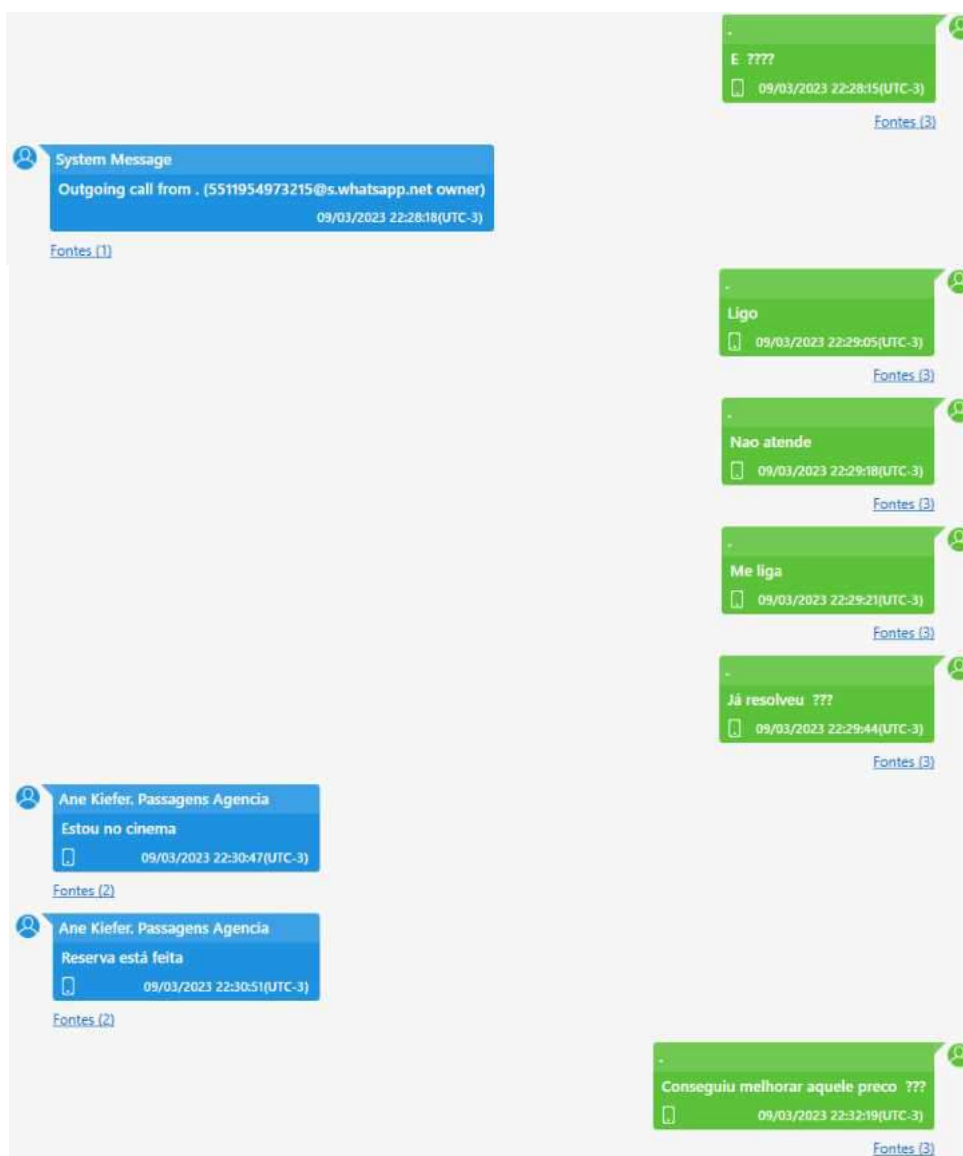 .
E ????
09/03/2023 22:28:15(UTC-3)
Fontes (3)
System Message
Outgoing call from . (5511954973215@s.whatsapp.net owner)
09/03/2023 22:28:18(UTC-3)
Fontes (1)
.
Ligo
09/03/2023 22:29:05(UTC-3)
Fontes (3)
.
Nao atende
09/03/2023 22:29:18(UTC-3)
Fontes (3)
.
Me liga
09/03/2023 22:29:21(UTC-3)
Fontes (3)
.
Já resolveu ???
09/03/2023 22:29:44(UTC-3)
Fontes (3)
Ane Kiefer. Passagens Agencia
Estou no cinema
09/03/2023 22:30:47(UTC-3)
Fontes (2)
Ane Kiefer. Passagens Agencia
Reserva está feita
09/03/2023 22:30:51(UTC-3)
Fontes (2)
.
Conseguiu melhorar aquele preco ???
09/03/2023 22:32:19(UTC-3)
Fontes (3)